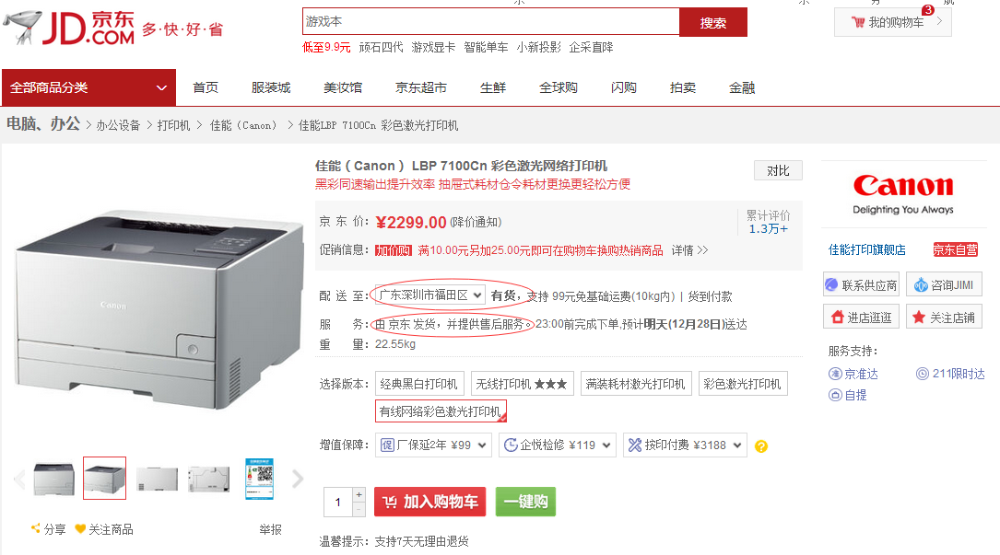 JD.COM 京东
多·快·好·省
游戏本
搜索
3
我的购物车
低至9.9元 顽石四代 游戏显卡 智能单车 小新投影 企采直降
全部商品分类 首页 服装城 美妆馆 京东超市 生鲜 全球购 闪购 拍卖 金融
电脑、办公 > 办公设备 > 打印机 > 佳能（Canon） > 佳能LBP 7100Cn 彩色激光打印机
佳能（Canon） LBP 7100Cn 彩色激光网络打印机
对比
黑彩同速输出提升效率 抽屉式耗材仓令耗材更换更轻松方便
京 东 价： ¥2299.00 (降价通知)
累计评价
1.3万+
促销信息： 加价购 满10.00元另加25.00元即可在购物车换购热销商品 详情 >>
配 送 至： 广东深圳市福田区 有货， 支持 99元免基础运费(10kg内) | 货到付款
服 务： 由 京东 发货，并提供售后服务。23:00前完成下单,预计明天(12月28日)送达
重 量： 22.55kg
选择版本： 经典黑白打印机 无线打印机 ★★★ 满装耗材激光打印机 彩色激光打印机
有线网络彩色激光打印机
增值保障： 促 厂保延2年 ¥99 企悦检修 ¥119 按印付费 ¥3188 ?
1 + - 加入购物车 一键购
温馨提示： 支持7天无理由退货
Canon
分享 关注商品 举报
Canon
Delighting You Always
佳能打印旗舰店 京东自营
联系供应商 咨询JIMI
进店逛逛 关注店铺
服务支持：
京准达 211限时达
自提